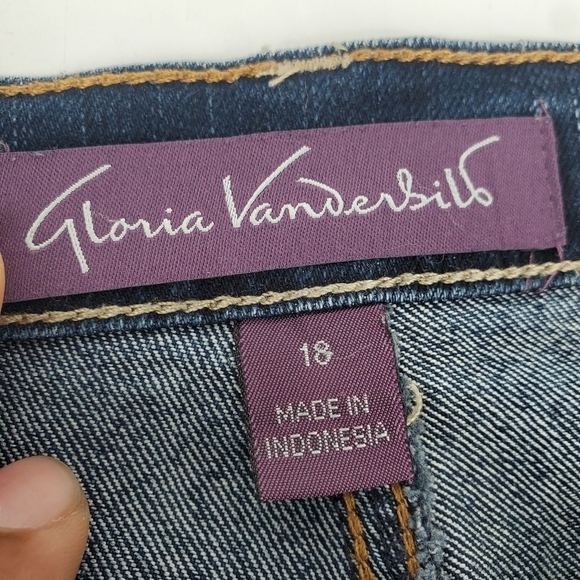 Gloria Vanderbilt
18
MADE IN
INDONESIA